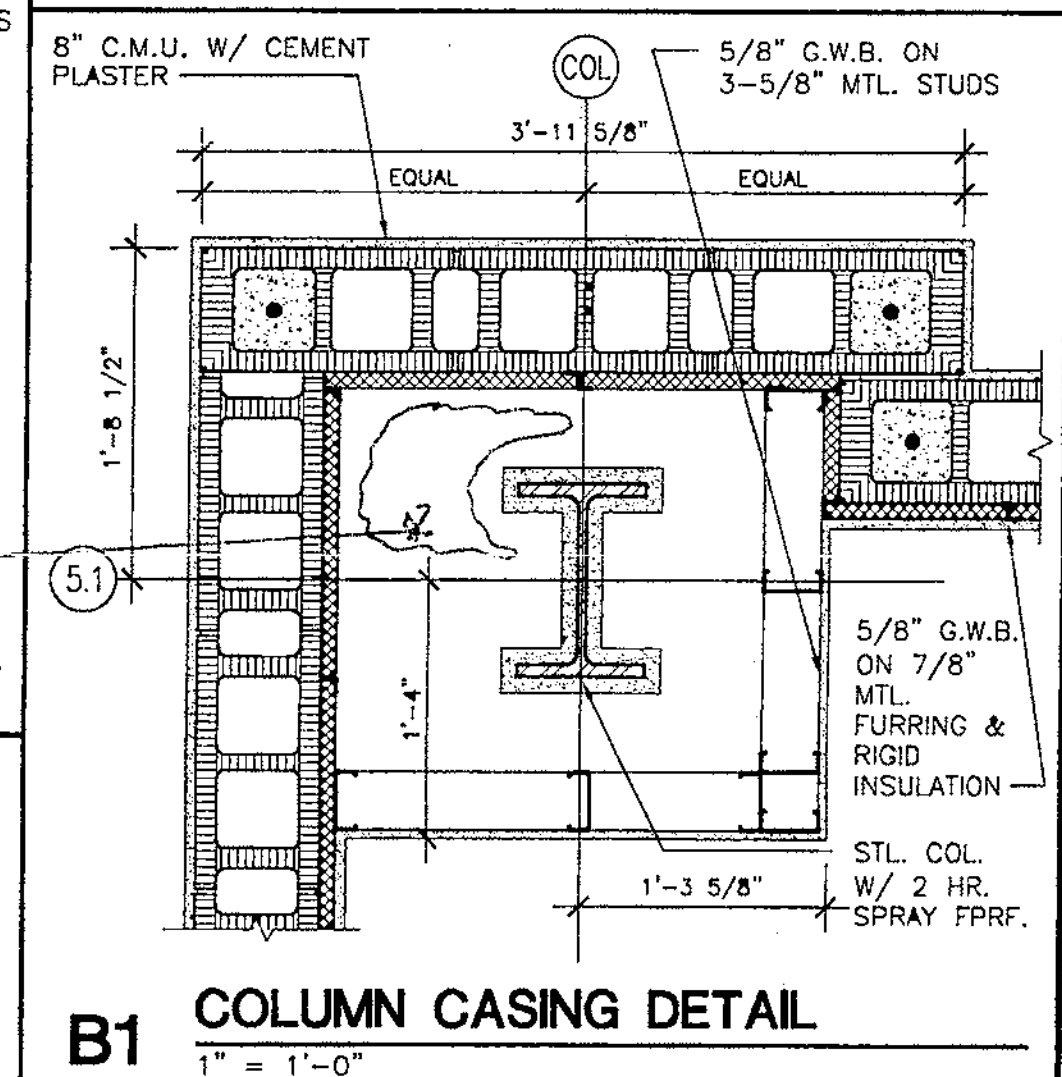 S
8" C.M.U. W/ CEMENT
PLASTER
COL
5/8" G.W.B. ON
3-5/8" MTL. STUDS
3'-11 5/8"
EQUAL
EQUAL
1'-8 1/2"
5.1
1'-4"
5/8" G.W.B.
ON 7/8"
MTL.
FURRING &
RIGID
INSULATION
STL. COL.
W/ 2 HR.
SPRAY FPRF.
1'-3 5/8"
B1
COLUMN CASING DETAIL
1" = 1'-0"